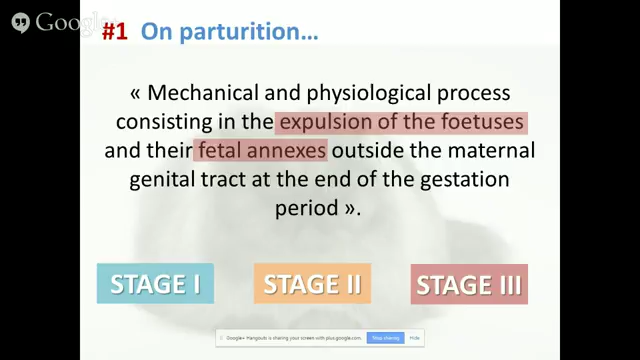 Google+
#1 On parturition…
« Mechanical and physiological process
consisting in the expulsion of the foetuses
and their fetal annexes outside the maternal
genital tract at the end of the gestation
period ».
STAGE I
STAGE II
STAGE III
Google+ Hangouts is sharing your screen with plus.google.com.
Stop sharing
Hide